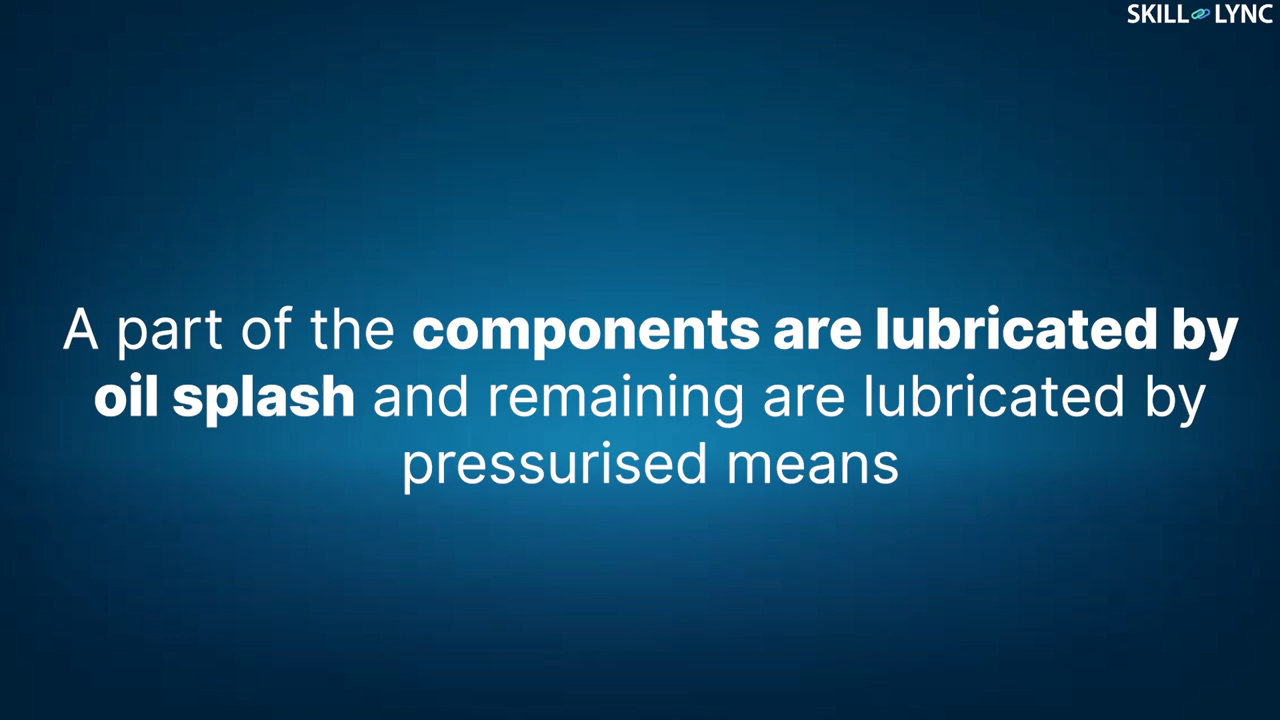 SKILL LYNC
A part of the components are lubricated by
oil splash and remaining are lubricated by
pressurised means